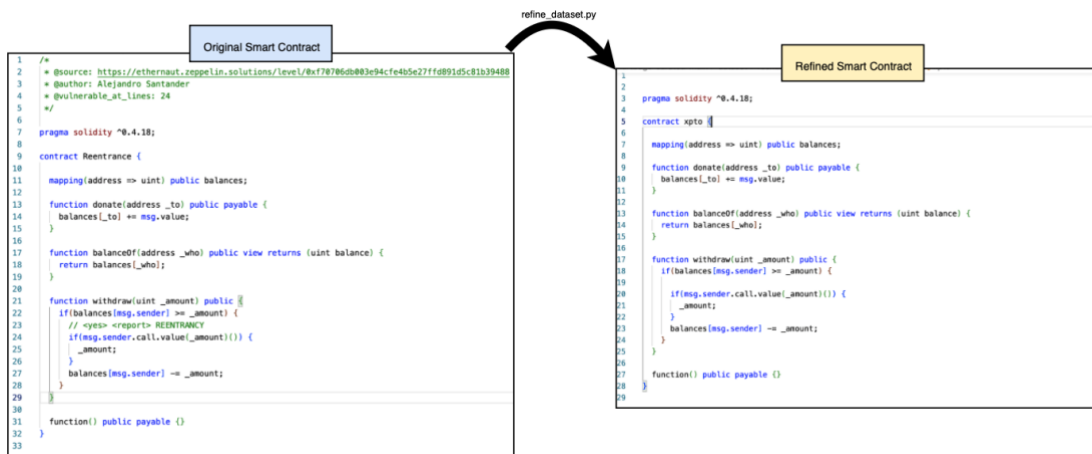 refine_dataset.py
Original Smart Contract
1 /*
2 * @source: https://ethernaut.zeppelin.solutions/level/0xf70706db003e94cfe4b5e27ffd891d5c81b39488
3 * @author: Alejandro Santander
4 * @vulnerable_at_lines: 24
5 */
6
7 pragma solidity ^0.4.18;
8
9 contract Reentrance {
10
11 mapping(address => uint) public balances;
12
13 function donate(address _to) public payable {
14 balances[_to] += msg.value;
15 }
16
17 function balanceOf(address _who) public view returns (uint balance) {
18 return balances[_who];
19 }
20
21 function withdraw(uint _amount) public {
22 if(balances[msg.sender] >= _amount) {
23 // <yes> <report> REENTRANCY
24 if(msg.sender.call.value(_amount)()) {
25 _amount;
26 }
27 balances[msg.sender] -= _amount;
28 }
29 }
30
31 function() public payable {}
32 }
33
Refined Smart Contract
1
2
3 pragma solidity ^0.4.18;
4
5 contract xpto {
6
7 mapping(address => uint) public balances;
8
9 function donate(address _to) public payable {
10 balances[_to] += msg.value;
11 }
12
13 function balanceOf(address _who) public view returns (uint balance) {
14 return balances[_who];
15 }
16
17 function withdraw(uint _amount) public {
18 if(balances[msg.sender] >= _amount) {
19
20 if(msg.sender.call.value(_amount)()) {
21 _amount;
22 }
23 balances[msg.sender] -= _amount;
24 }
25 }
26
27 function() public payable {}
28 }
29